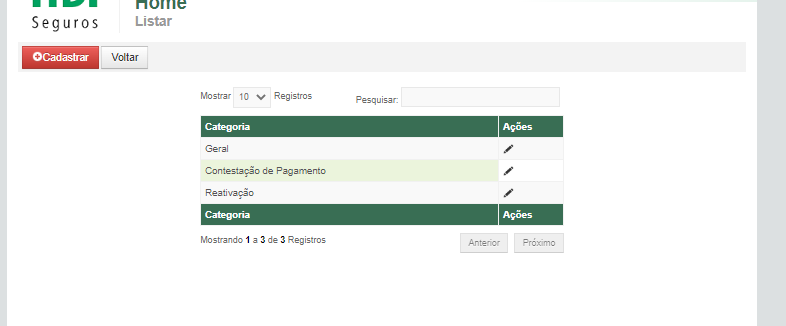 Home
Seguros
Listar
Cadastrar Voltar
Mostrar 10 Registros Pesquisar:
Categoria Ações
Geral
Contestação de Pagamento
Reativação
Categoria Ações
Mostrando 1 a 3 de 3 Registros Anterior Próximo